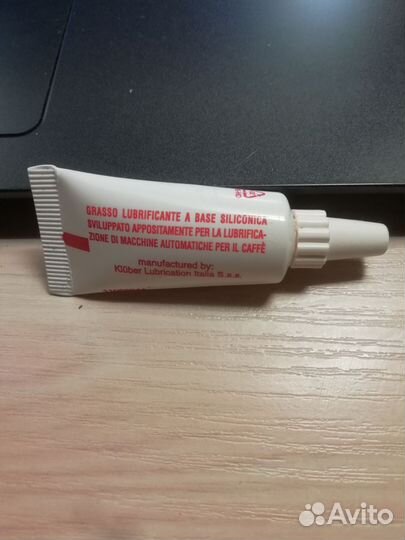 GRASSO LUBRIFICANTE A BASE SILICONICA
SVILUPPATO APPOSITAMENTE PER LA LUBRIFICA-
ZIONE DI MACCHINE AUTOMATICHE PER IL CAFFÈ
manufactured by:
Klüber Lubrication Italia S.a.s.
Avito